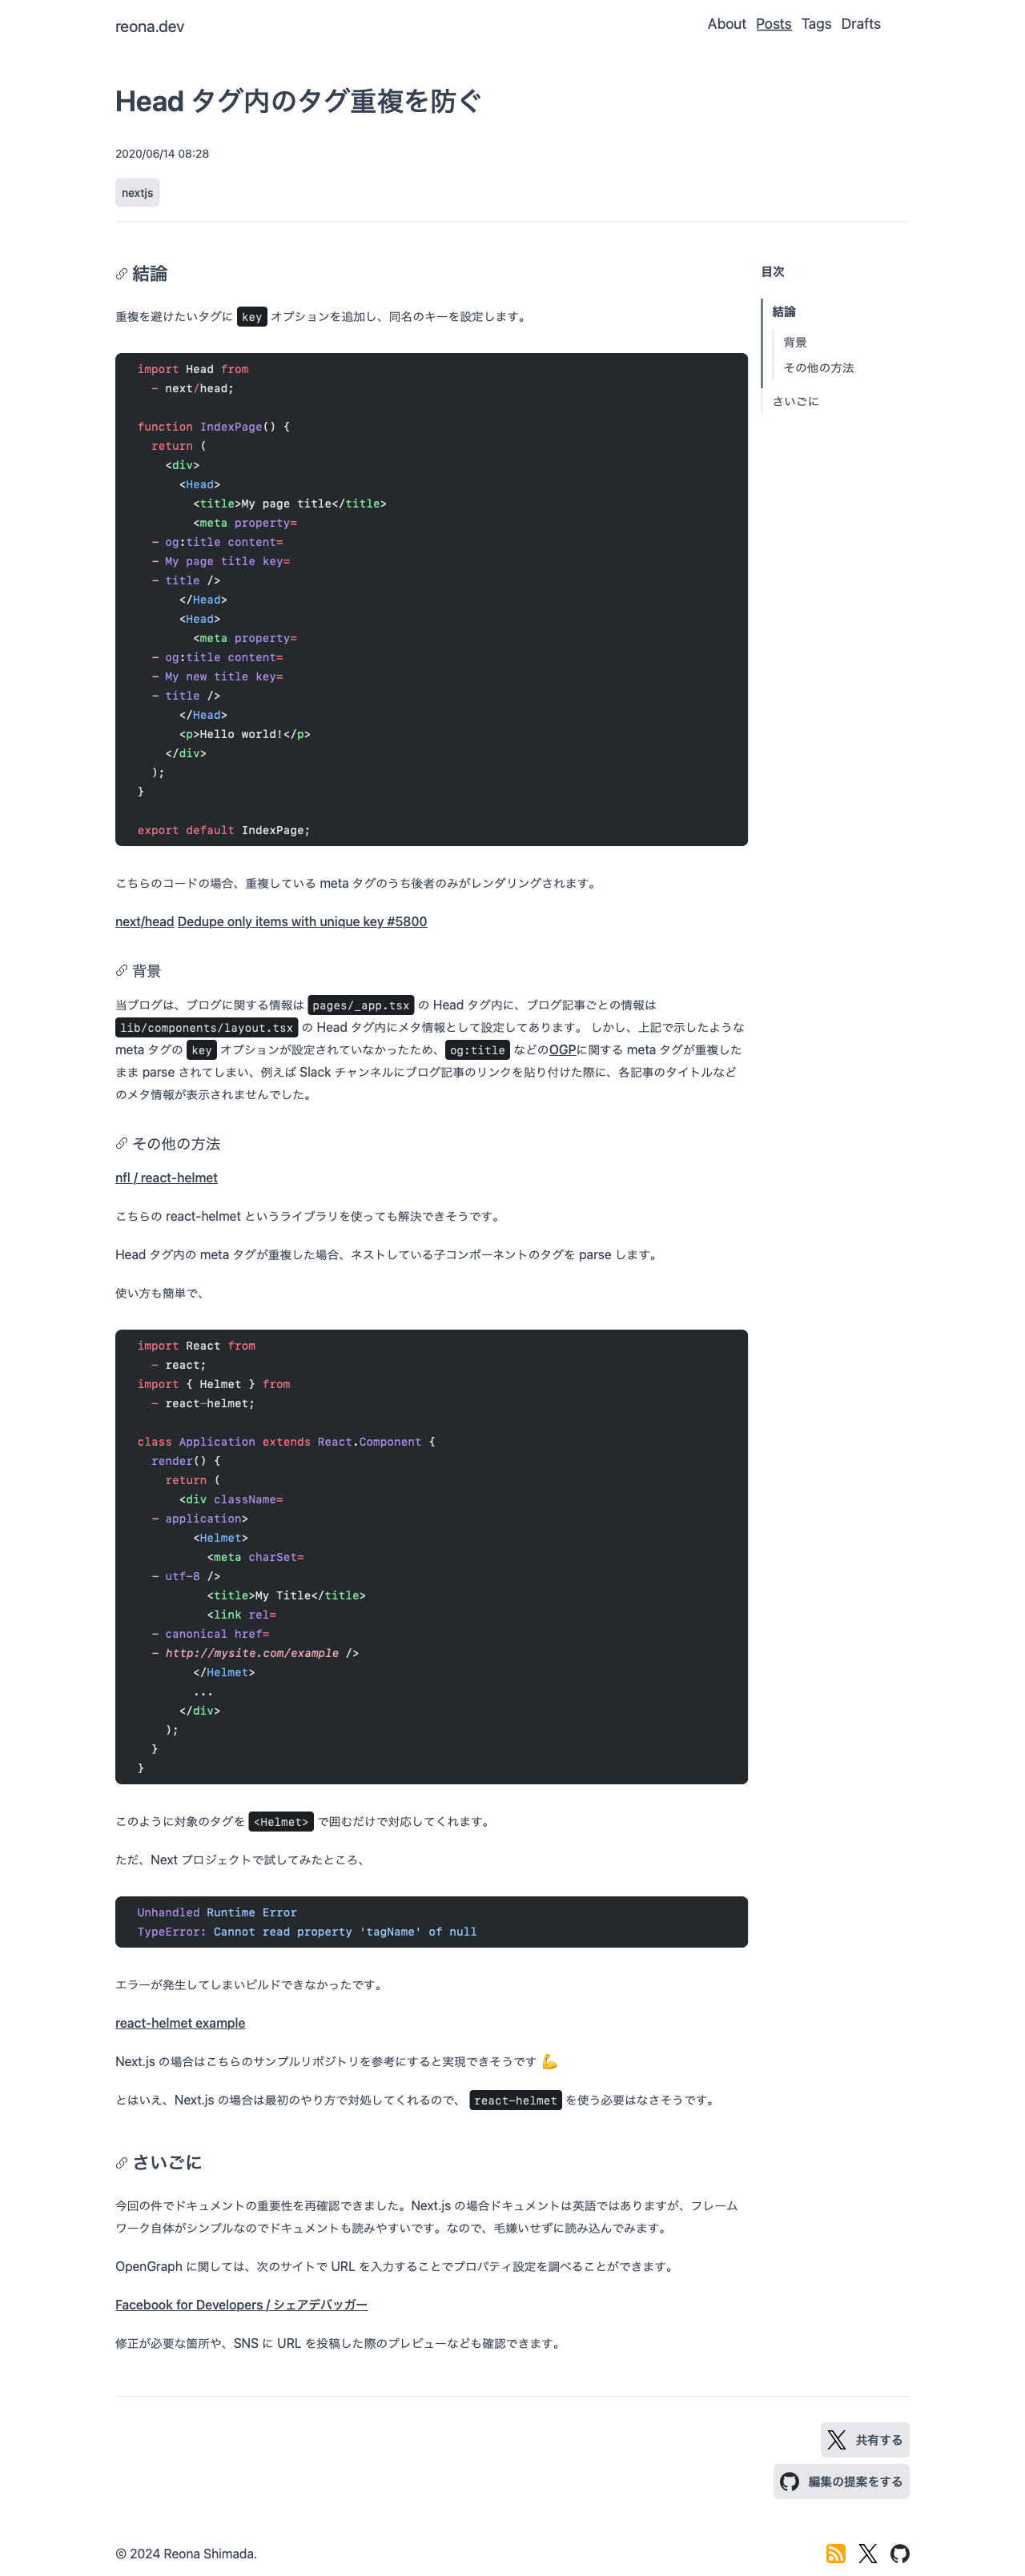 reona.dev
About Posts Tags Drafts
Head タグ内のタグ重複を防ぐ
2020/06/14 08:28
nextjs
結論
重複を避けたいタグに key オプションを追加し、同名のキーを設定します。
import Head from
  - next/head;
function IndexPage() {
  return (
    <div>
      <Head>
        <title>My page title</title>
        <meta property=
  - og:title content=
  - My page title key=
  - title />
      </Head>
      <Head>
        <meta property=
  - og:title content=
  - My new title key=
  - title />
      </Head>
      <p>Hello world!</p>
    </div>
  );
}
export default IndexPage;
こちらのコードの場合、重複している meta タグのうち後者のみがレンダリングされます。
next/head Dedupe only items with unique key #5800
背景
当ブログは、ブログに関する情報は pages/_app.tsx の Head タグ内に、ブログ記事ごとの情報は
lib/components/layout.tsx の Head タグ内にメタ情報として設定してあります。 しかし、上記で示したような
meta タグの key オプションが設定されていなかったため、 og:title などのOGPに関する meta タグが重複した
まま parse されてしまい、例えば Slack チャンネルにブログ記事のリンクを貼り付けた際に、各記事のタイトルなど
のメタ情報が表示されませんでした。
その他の方法
nfl / react-helmet
こちらの react-helmet というライブラリを使っても解決できそうです。
Head タグ内の meta タグが重複した場合、ネストしている子コンポーネントのタグを parse します。
使い方も簡単で、
import React from
  - react;
import { Helmet } from
  - react-helmet;
class Application extends React.Component {
  render() {
    return (
      <div className=
  - application>
        <Helmet>
          <meta charSet=
  - utf-8 />
          <title>My Title</title>
          <link rel=
  - canonical href=
  - http://mysite.com/example />
        </Helmet>
        ...
      </div>
    );
  }
}
このように対象のタグを <Helmet> で囲むだけで対応してくれます。
ただ、Next プロジェクトで試してみたところ、
Unhandled Runtime Error
TypeError: Cannot read property 'tagName' of null
エラーが発生してしまいビルドできなかったです。
react-helmet example
Next.js の場合はこちらのサンプルリポジトリを参考にすると実現できそうです 💪
とはいえ、Next.js の場合は最初のやり方で対処してくれるので、 react-helmet を使う必要はなさそうです。
さいごに
今回の件でドキュメントの重要性を再確認できました。Next.js の場合ドキュメントは英語ではありますが、フレーム
ワーク自体がシンプルなのでドキュメントも読みやすいです。なので、毛嫌いせずに読み込んでみます。
OpenGraph に関しては、次のサイトで URL を入力することでプロパティ設定を調べることができます。
Facebook for Developers / シェアデバッガー
修正が必要な箇所や、SNS に URL を投稿した際のプレビューなども確認できます。
目次
結論
背景
その他の方法
さいごに
共有する
編集の提案をする
© 2024 Reona Shimada.